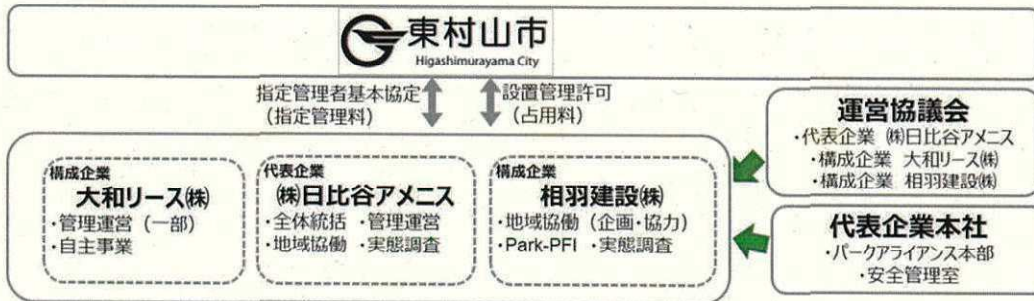 東村山市
Higashimurayama City
指定管理者基本協定
（指定管理料）
設置管理許可
（占用料）
運営協議会
・代表企業 ㈱日比谷アメニス
・構成企業 大和リース㈱
・構成企業 相羽建設㈱
構成企業
大和リース㈱
・管理運営（一部）
・自主事業
代表企業
㈱日比谷アメニス
・全体統括 ・管理運営
・地域協働 ・実態調査
構成企業
相羽建設㈱
・地域協働（企画・協力）
・Park-PFI ・実態調査
代表企業本社
・パークアライアンス本部
・安全管理室